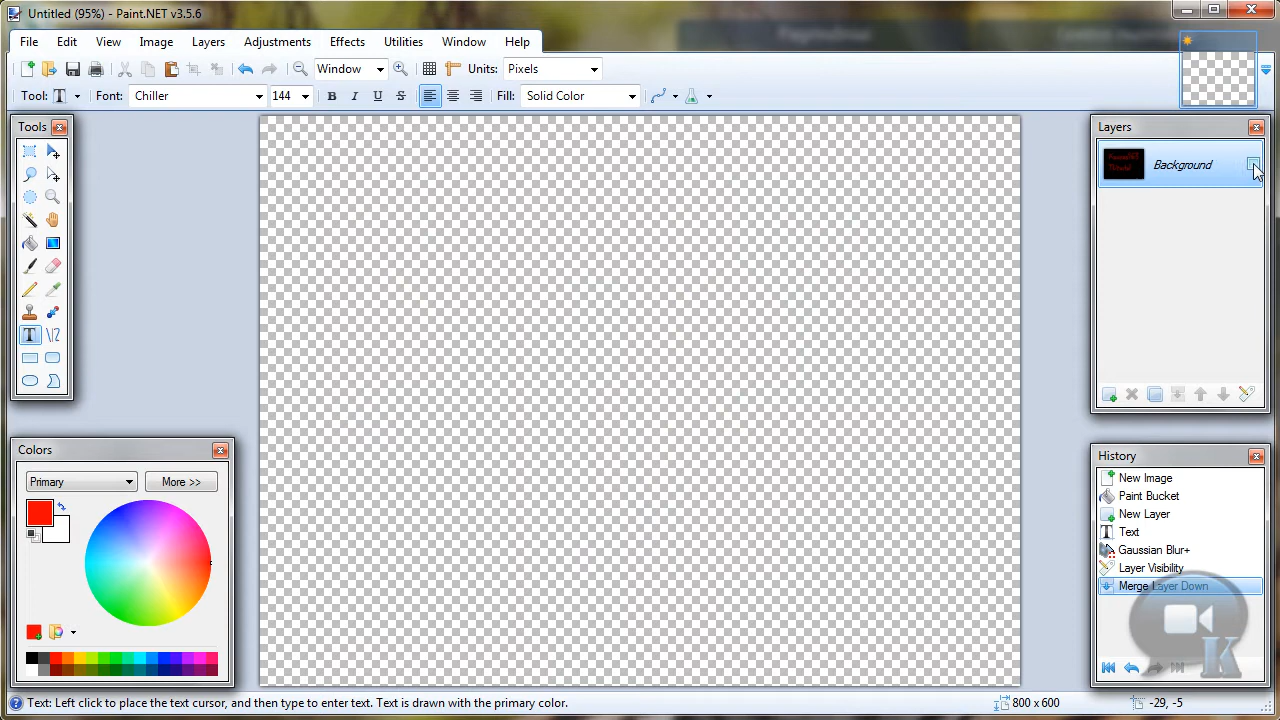 Untitled (95%) - Paint.NET v3.5.6
File Edit View Image Layers Adjustments Effects Utilities Window Help
Window Units: Pixels
Tool: T Font: Chiller 144 B I U S Fill: Solid Color
Tools
Layers
Background
Colors
Primary More >>
History
New Image
Paint Bucket
New Layer
Text
Gaussian Blur+
Layer Visibility
Merge Layer Down
K
Text: Left click to place the text cursor, and then type to enter text. Text is drawn with the primary color.
800 x 600
-29, -5